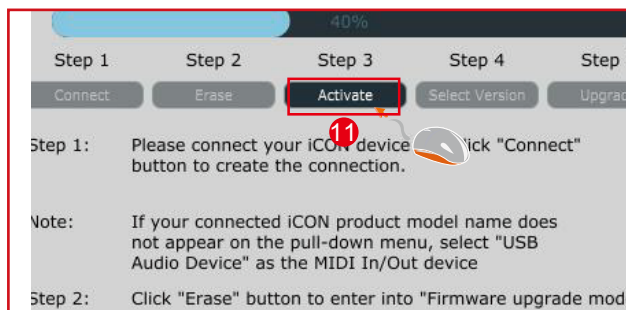 40%
Step 1 Step 2 Step 3 Step 4 Step
Connect Erase Activate Select Version Upgrad
11
Step 1: Please connect your iCON device ick "Connect"
button to create the connection.
Note: If your connected iCON product model name does
not appear on the pull-down menu, select "USB
Audio Device" as the MIDI In/Out device
Step 2: Click "Erase" button to enter into "Firmware upgrade mod